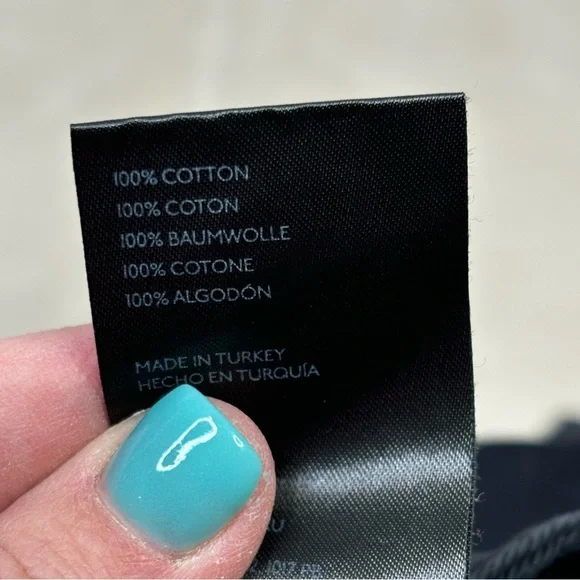 100% COTTON
100% COTON
100% BAUMWOLLE
100% COTONE
100% ALGODÓN
MADE IN TURKEY
HECHO EN TURQUÍA